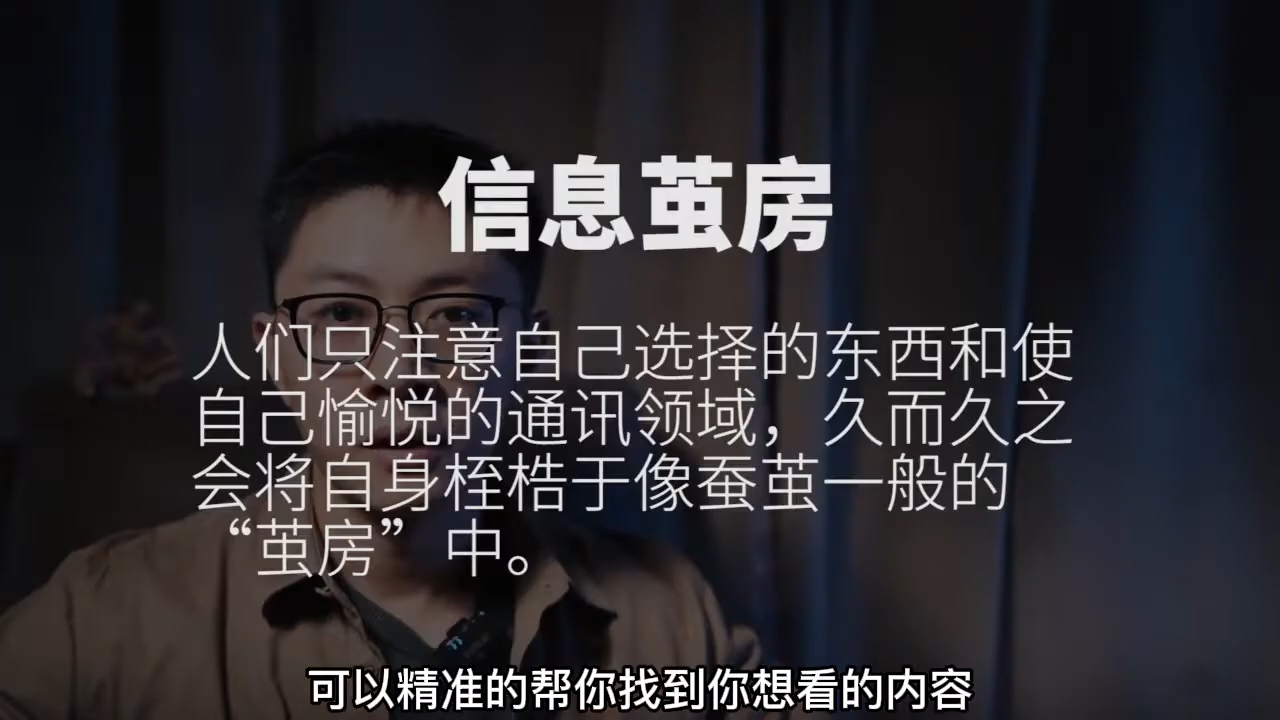 信息茧房
人们只注意自己选择的东西和使
自己愉悦的通讯领域，久而久之
会将自身桎梏于像蚕茧一般的
“茧房”中。
可以精准的帮你找到你想看的内容